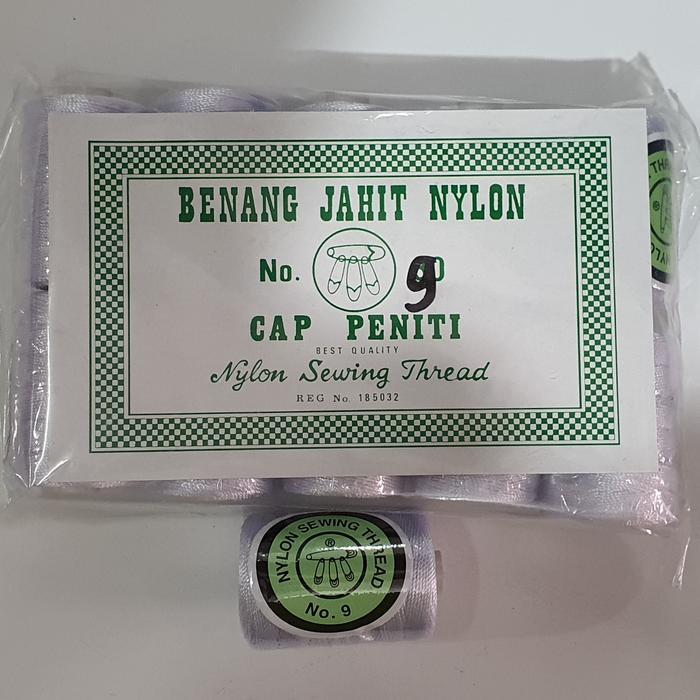 BENANG JAHIT NYLON
No. 9
CAP PENITI
BEST QUALITY
Nylon Sewing Thread
REG No. 185032
NYLON SEWING THREAD
®
No. 9